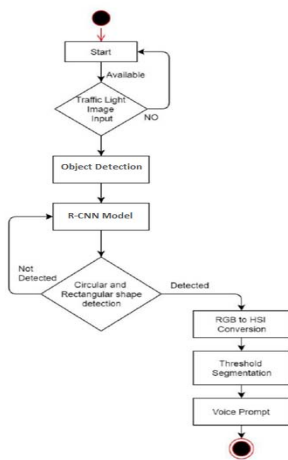 Start
Available
Traffic Light
Image
Input
NO
Object Detection
R-CNN Model
Not
Detected
Circular and
Rectangular shape
detection
Detected
RGB to HSI
Conversion
Threshold
Segmentation
Voice Prompt